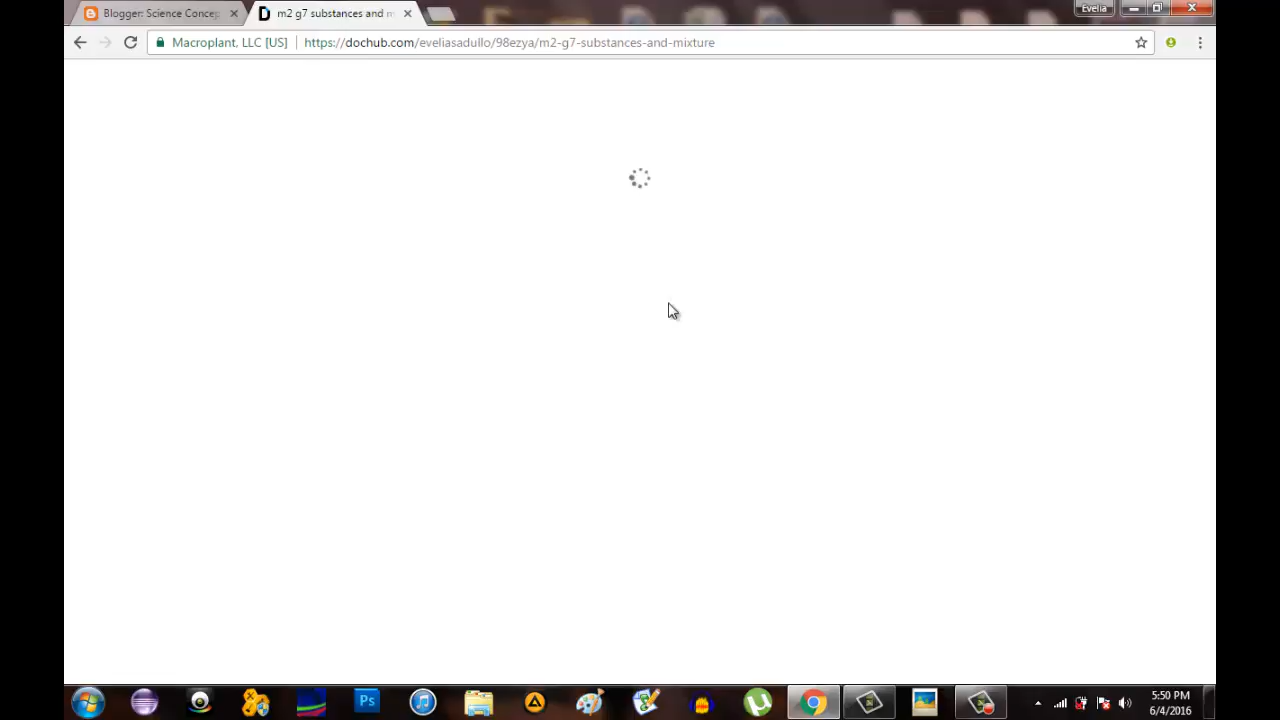 Blogger: Science Concep
m2 g7 substances and m
Evelia
Macroplant, LLC [US]
https://dochub.com/eveliasadullo/98ezya/m2-g7-substances-and-mixture
Ps
5:50 PM
6/4/2016